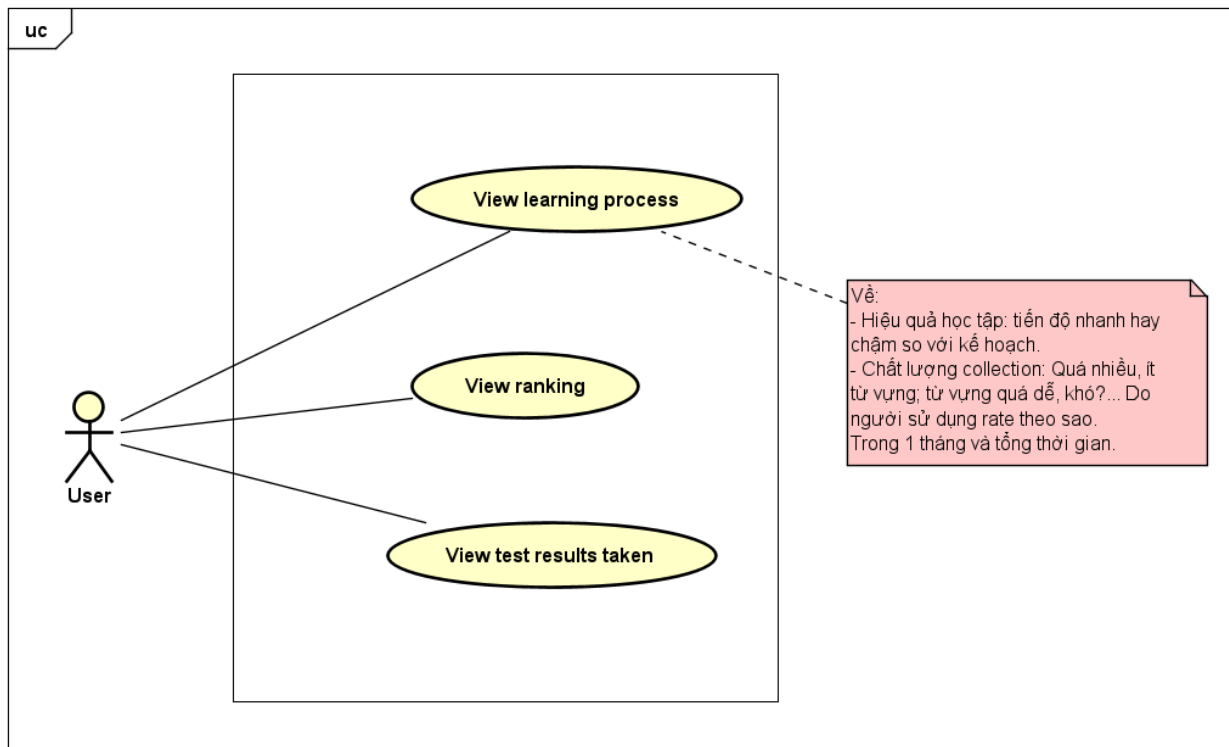 uc
View learning process
Về:
- Hiệu quả học tập: tiến độ nhanh hay
chậm so với kế hoạch.
- Chất lượng collection: Quá nhiều, ít
từ vựng; từ vựng quá dễ, khó?... Do
người sử dụng rate theo sao.
Trong 1 tháng và tổng thời gian.
View ranking
User
View test results taken